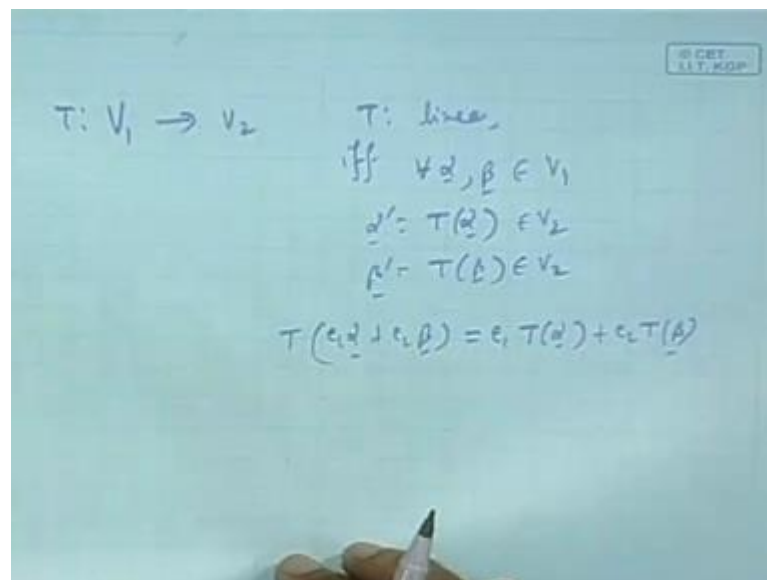 © CET
I.I.T. KGP
T: V₁ → V₂ T: linear,
iff ∀ α, β ∈ V₁
α' = T(α) ∈ V₂
β' = T(β) ∈ V₂
T(c₁α + c₂β) = c₁ T(α) + c₂ T(β)